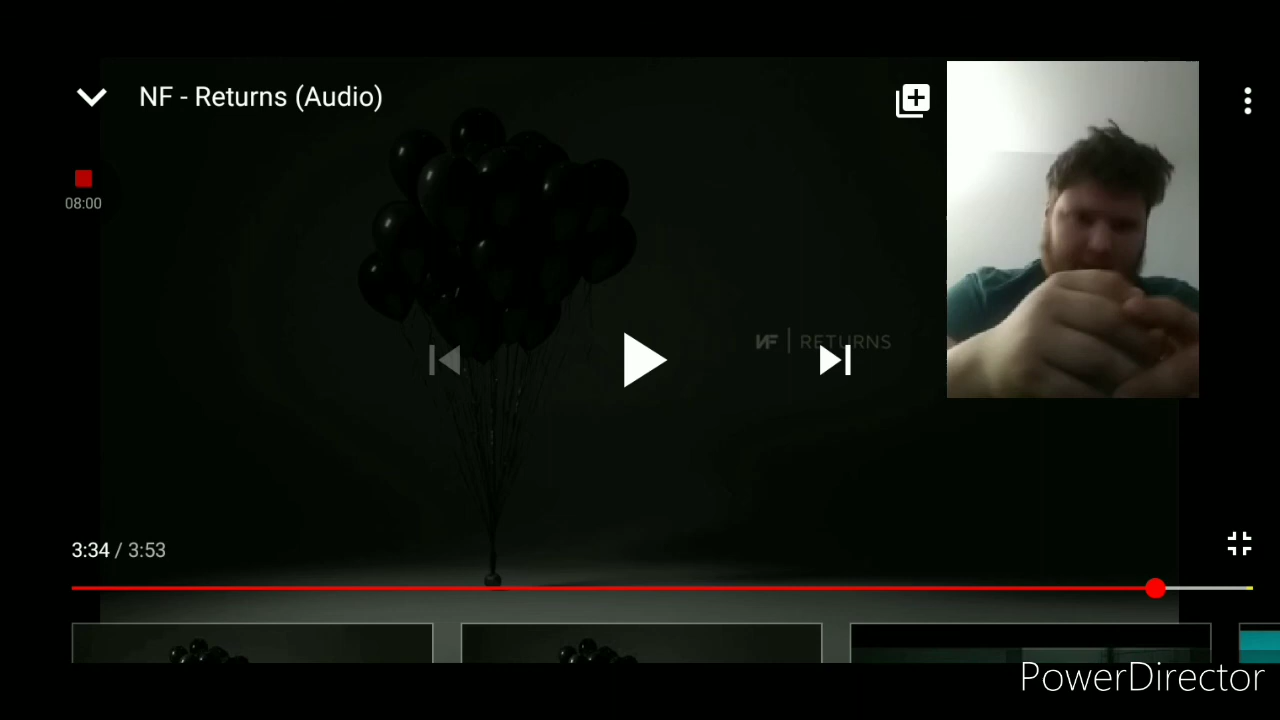 NF - Returns (Audio)
08:00
NF | RETURNS
3:34 / 3:53
PowerDirector